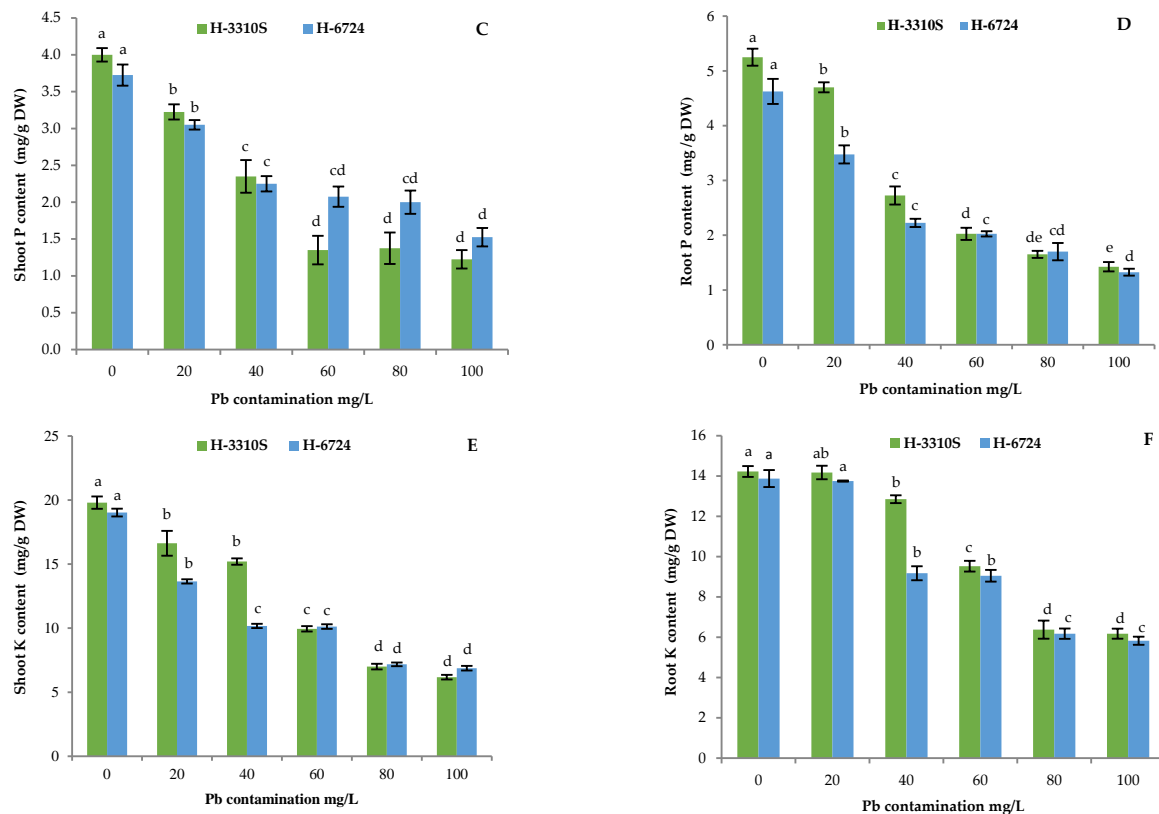 H-3310S H-6724 C
Shoot P content (mg/g DW)
4.5
4.0
3.5
3.0
2.5
2.0
1.5
1.0
0.5
0.0
a a
b b
c c
d cd
d cd
d d
0 20 40 60 80 100
Pb contamination mg/L
H-3310S H-6724 D
Root P content (mg /g DW)
6
5
4
3
2
1
0
a a
b b
c c
d c
de cd
e d
0 20 40 60 80 100
Pb contamination mg/L
H-3310S H-6724 E
Shoot K content (mg/g DW)
25
20
15
10
5
0
a a
b b
b c
c c
d d
d d
0 20 40 60 80 100
Pb contamination mg/L
H-3310S H-6724 F
Root K content (mg/g DW)
16
14
12
10
8
6
4
2
0
a a
ab a
b b
c b
d c
d c
0 20 40 60 80 100
Pb contamination mg/L